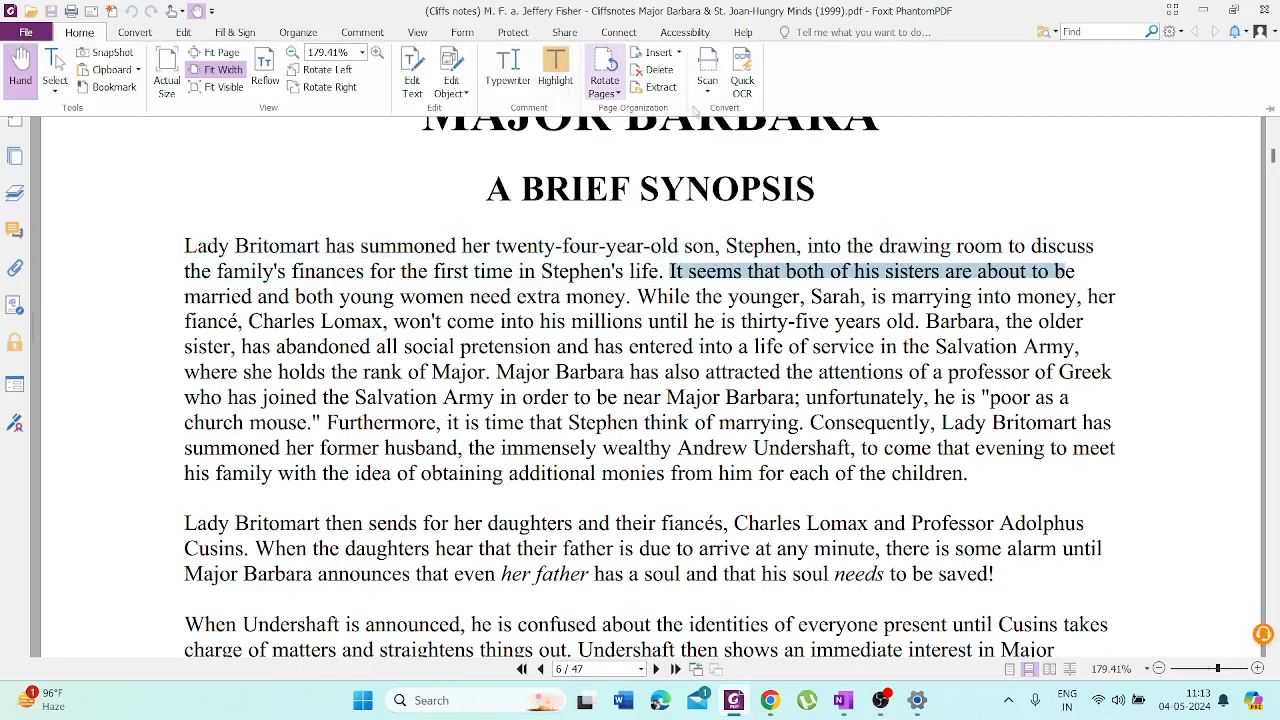 (Cliffs notes) M. F. a. Jeffery Fisher - Cliffsnotes Major Barbara & St. Joan-Hungry Minds (1999).pdf - Foxit PhantomPDF
File Home Convert Edit Fill & Sign Organize Comment View Form Protect Share Connect Accessibility Help Tell me what you want to do... Find
Hand
Select
SnapShot
Clipboard
Bookmark
Tools
Actual Size
Fit Page
Fit Width
Fit Visible
Reflow
179.41%
Rotate Left
Rotate Right
View
Edit Text
Edit Object
Edit
Typewriter
Highlight
Comment
Rotate Pages
Insert
Delete
Extract
Page Organization
Scan
Quick OCR
Convert
MAJOR BARBARA
A BRIEF SYNOPSIS
Lady Britomart has summoned her twenty-four-year-old son, Stephen, into the drawing room to discuss
the family's finances for the first time in Stephen's life. It seems that both of his sisters are about to be
married and both young women need extra money. While the younger, Sarah, is marrying into money, her
fiancé, Charles Lomax, won't come into his millions until he is thirty-five years old. Barbara, the older
sister, has abandoned all social pretension and has entered into a life of service in the Salvation Army,
where she holds the rank of Major. Major Barbara has also attracted the attentions of a professor of Greek
who has joined the Salvation Army in order to be near Major Barbara; unfortunately, he is "poor as a
church mouse." Furthermore, it is time that Stephen think of marrying. Consequently, Lady Britomart has
summoned her former husband, the immensely wealthy Andrew Undershaft, to come that evening to meet
his family with the idea of obtaining additional monies from him for each of the children.
Lady Britomart then sends for her daughters and their fiancés, Charles Lomax and Professor Adolphus
Cusins. When the daughters hear that their father is due to arrive at any minute, there is some alarm until
Major Barbara announces that even her father has a soul and that his soul needs to be saved!
When Undershaft is announced, he is confused about the identities of everyone present until Cusins takes
charge of matters and straightens things out. Undershaft then shows an immediate interest in Major
6 / 47
179.41%
1
96°F
Haze
Search
1
ENG
IN
11:13
04-05-2024